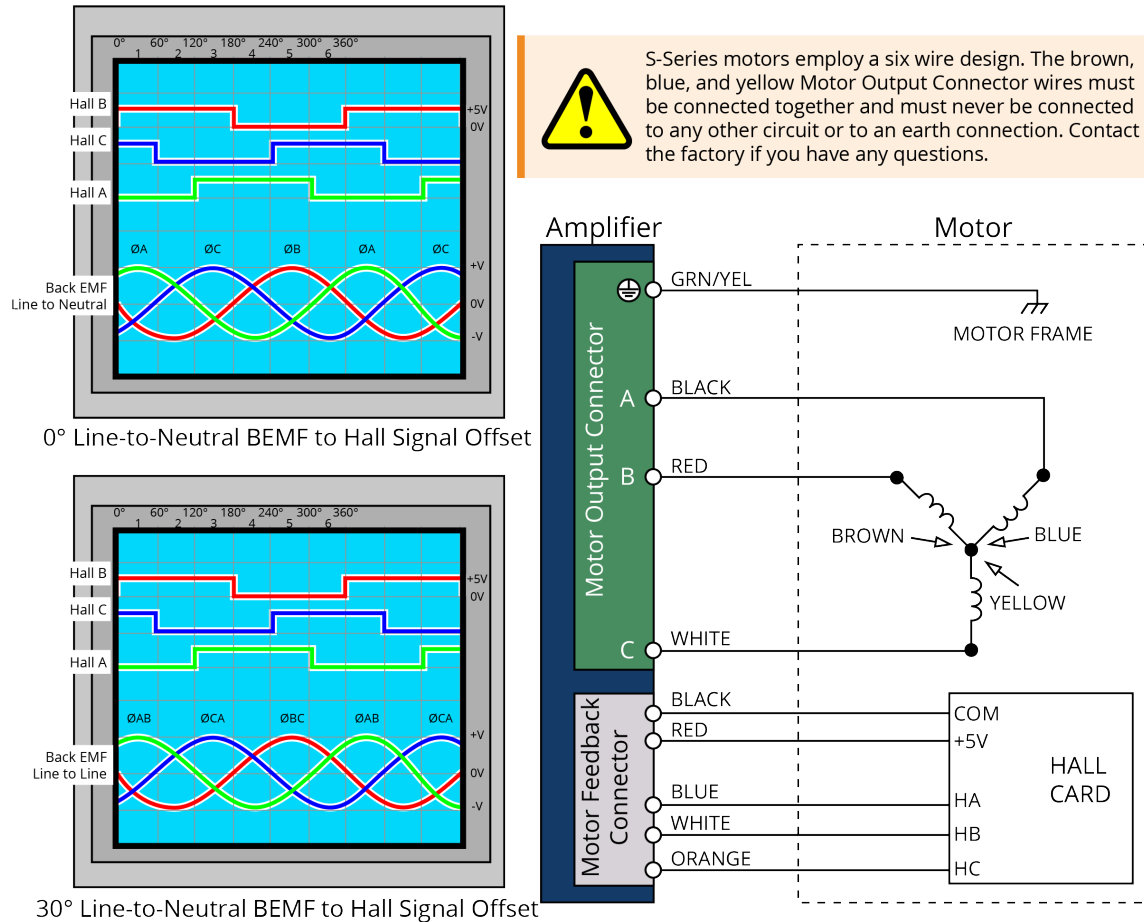 0° 60° 120° 180° 240° 300° 360°
1 2 3 4 5 6
Hall B
+5V
0V
Hall C
Hall A
ØA ØC ØB ØA ØC
+V
Back EMF
Line to Neutral
0V
-V
0° Line-to-Neutral BEMF to Hall Signal Offset
0° 60° 120° 180° 240° 300° 360°
1 2 3 4 5 6
Hall B
+5V
0V
Hall C
Hall A
ØAB ØCA ØBC ØAB ØCA
+V
Back EMF
Line to Line
0V
-V
30° Line-to-Neutral BEMF to Hall Signal Offset
S-Series motors employ a six wire design. The brown,
blue, and yellow Motor Output Connector wires must
be connected together and must never be connected
to any other circuit or to an earth connection. Contact
the factory if you have any questions.
Amplifier
Motor
Motor Output Connector
GRN/YEL
MOTOR FRAME
A
BLACK
B
RED
BROWN
BLUE
YELLOW
C
WHITE
Motor Feedback
Connector
BLACK
COM
RED
+5V
HALL
CARD
BLUE
HA
WHITE
HB
ORANGE
HC